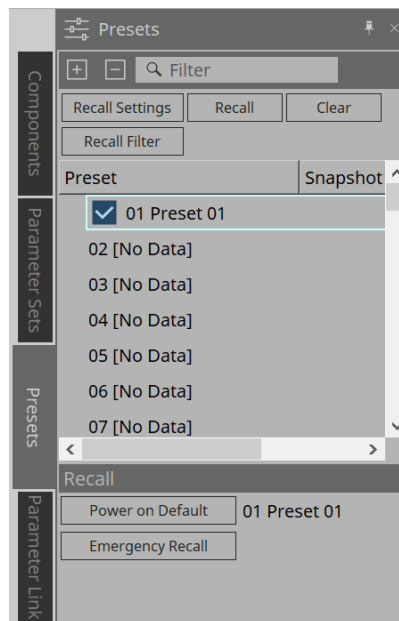 Presets
Filter
Recall Settings Recall Clear
Recall Filter
Preset Snapshot
01 Preset 01
02 [No Data]
03 [No Data]
04 [No Data]
05 [No Data]
06 [No Data]
07 [No Data]
Recall
Power on Default 01 Preset 01
Emergency Recall
Components
Parameter Sets
Presets
Parameter Link